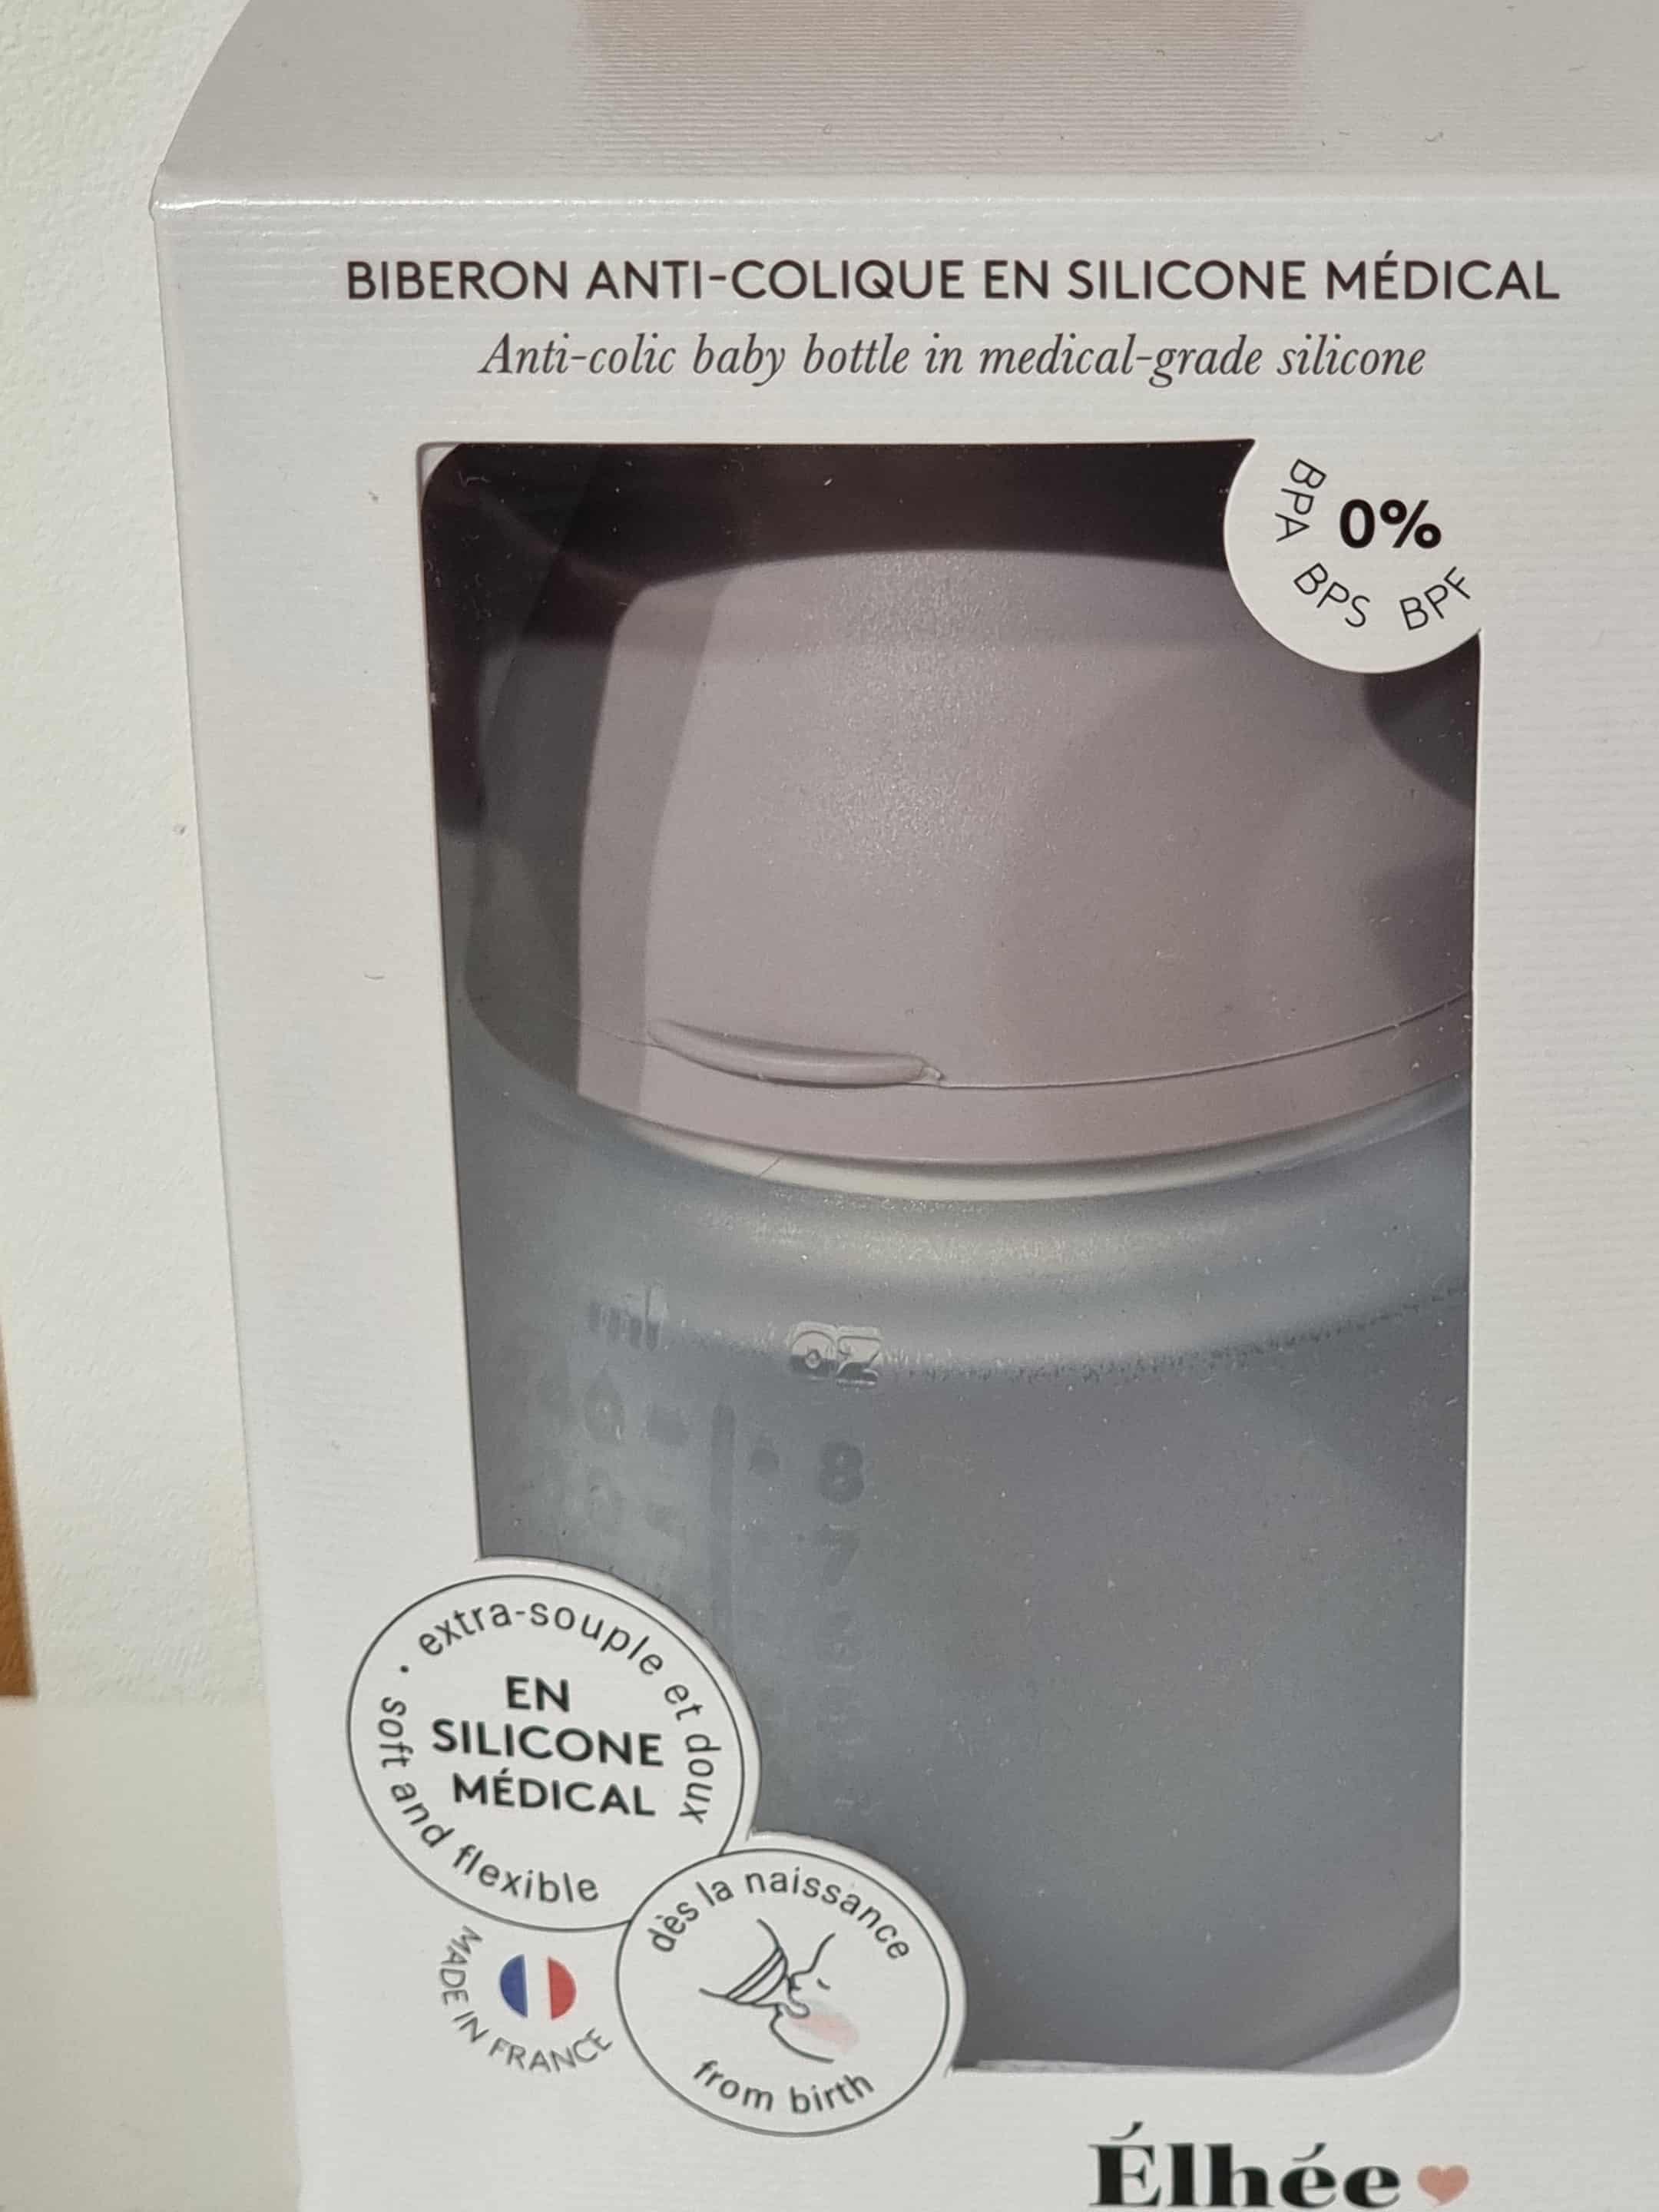 BIBERON ANTI-COLIQUE EN SILICONE MÉDICAL
Anti-colic baby bottle in medical-grade silicone
0%
BPA BPS BPF
ml
oz
8
7
extra-souple et doux
EN
SILICONE
MÉDICAL
soft and flexible
dès la naissance
from birth
MADE IN FRANCE
Élhée